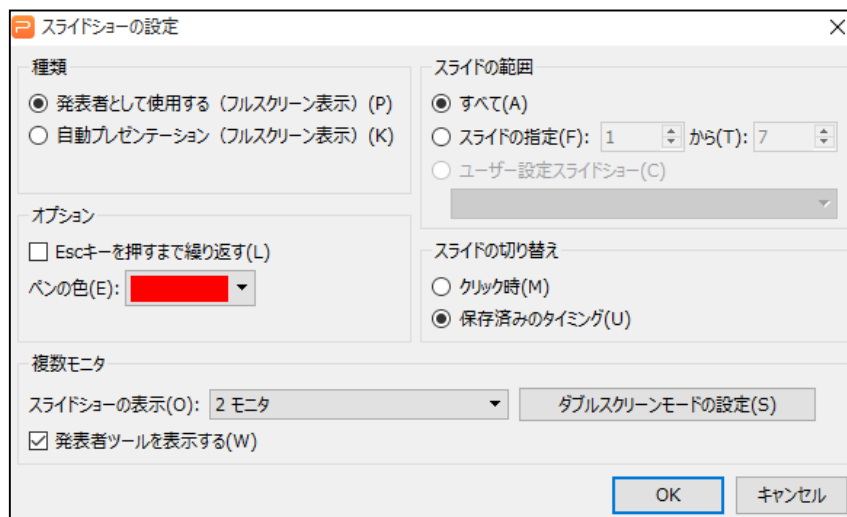 スライドショーの設定
種類
発表者として使用する（フルスクリーン表示）(P)
自動プレゼンテーション（フルスクリーン表示）(K)
スライドの範囲
すべて(A)
スライドの指定(F): 1 から(T): 7
ユーザー設定スライドショー(C)
オプション
Escキーを押すまで繰り返す(L)
ペンの色(E):
スライドの切り替え
クリック時(M)
保存済みのタイミング(U)
複数モニタ
スライドショーの表示(O): 2 モニタ ダブルスクリーンモードの設定(S)
発表者ツールを表示する(W)
OK キャンセル